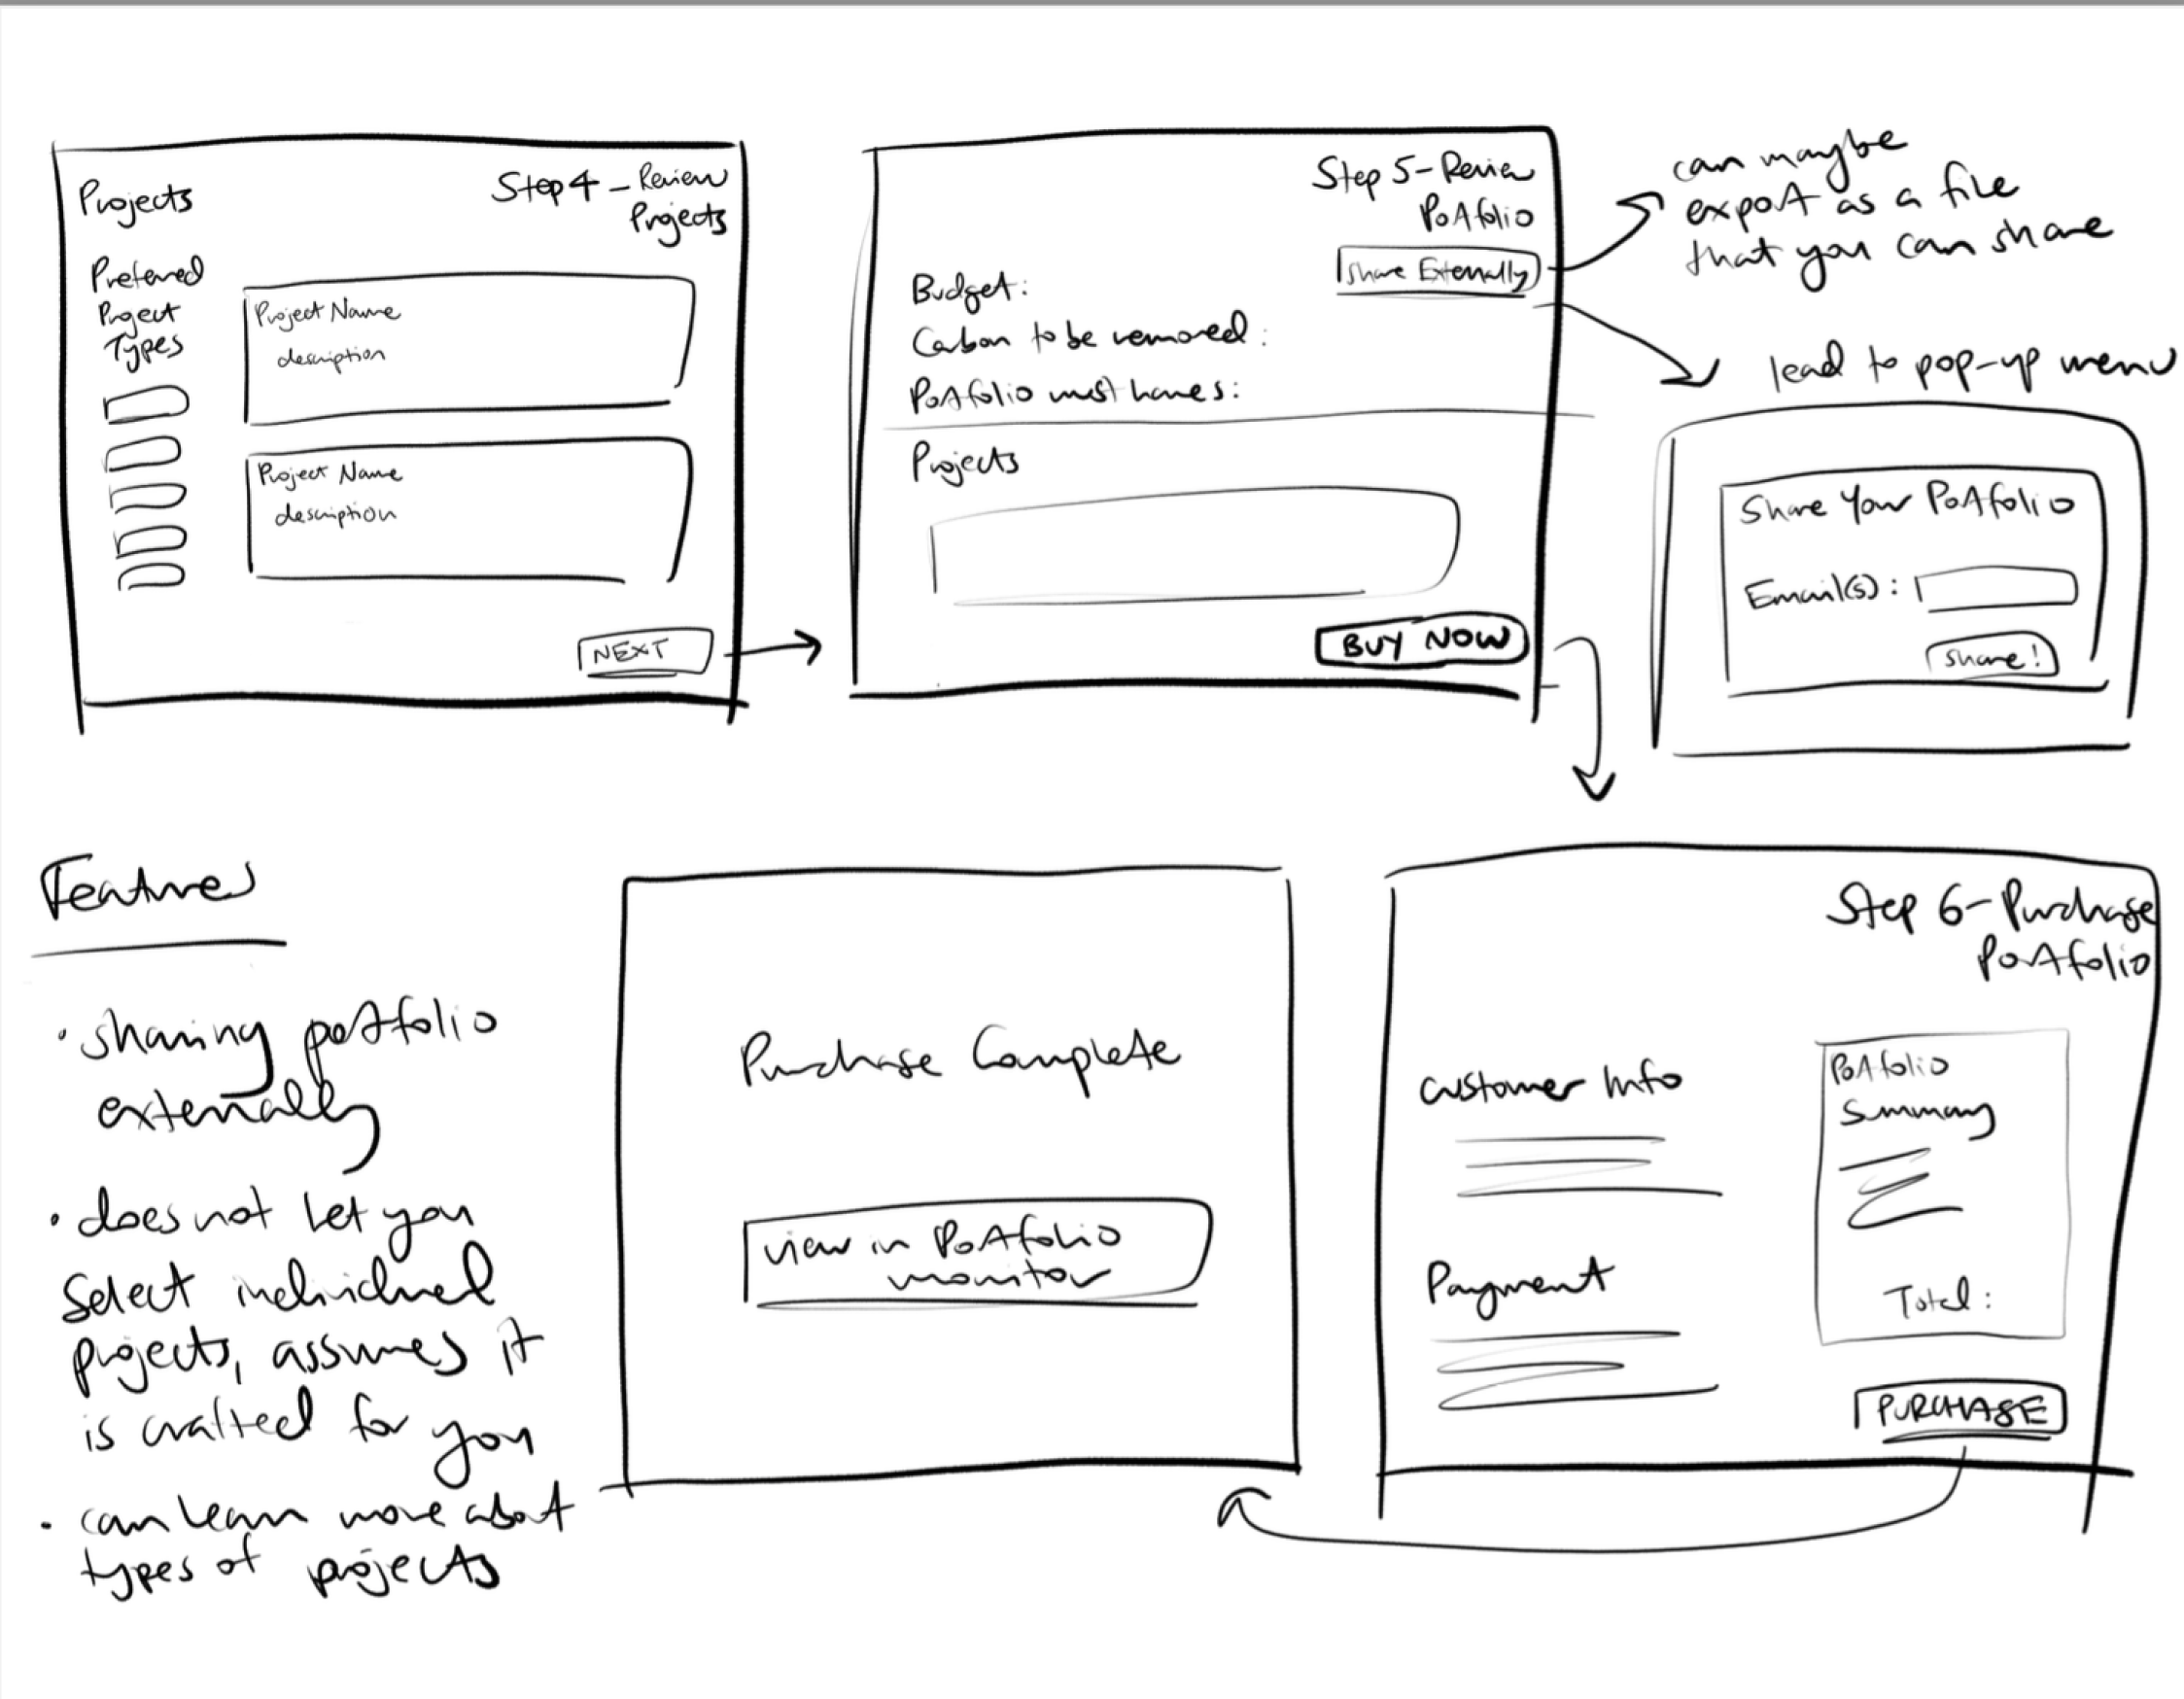 Projects
Step 4 - Review
Projects
Preferred
Project
Types
Project Name
description
Project Name
description
NEXT
Step 5 - Review
Portfolio
Share Externally
Budget:
Carbon to be removed:
Portfolio must haves:
Projects
BUY NOW
can maybe
export as a file
that you can share
lead to pop-up menu
Share Your Portfolio
Email(s):
share!
Features
• sharing portfolio
externally
• does not let you
Select individual
projects, assumes it
is crafted for you
• can learn more about
types of projects
Purchase Complete
view in Portfolio
monitor
Step 6 - Purchase
Portfolio
Customer Info
Payment
Portfolio
Summary
Total:
PURCHASE